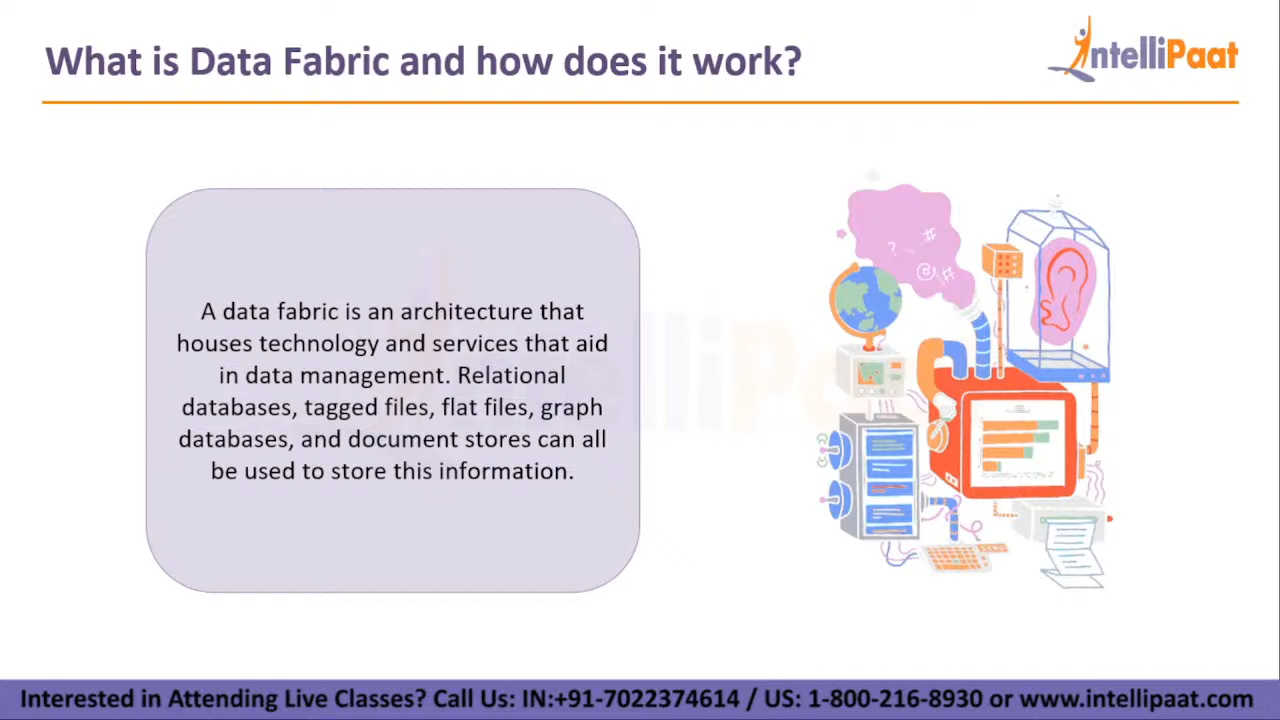 What is Data Fabric and how does it work?
IntelliPaat
A data fabric is an architecture that
houses technology and services that aid
in data management. Relational
databases, tagged files, flat files, graph
databases, and document stores can all
be used to store this information.
? #
@ #
SEND
Interested in Attending Live Classes? Call Us: IN:+91-7022374614 / US: 1-800-216-8930 or www.intellipaat.com